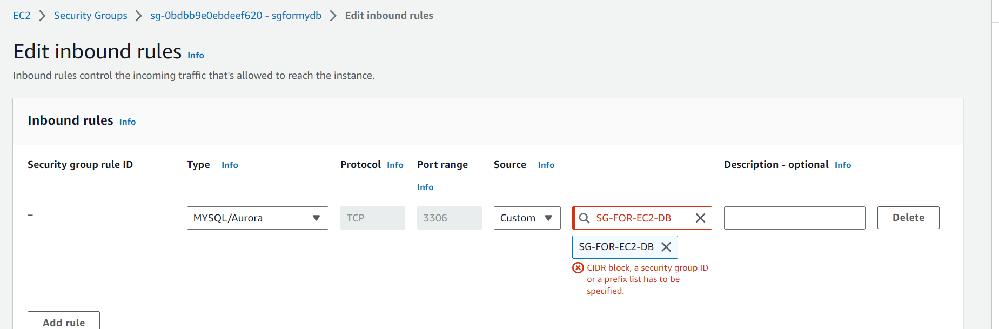 EC2 > Security Groups > sg-0bdbb9e0ebdeef620 - sgformydb > Edit inbound rules
Edit inbound rules Info
Inbound rules control the incoming traffic that's allowed to reach the instance.
Inbound rules Info
Security group rule ID Type Info Protocol Info Port range Source Info Description - optional Info
Info
– MYSQL/Aurora TCP 3306 Custom SG-FOR-EC2-DB Delete
SG-FOR-EC2-DB
CIDR block, a security group ID
or a prefix list has to be
specified.
Add rule